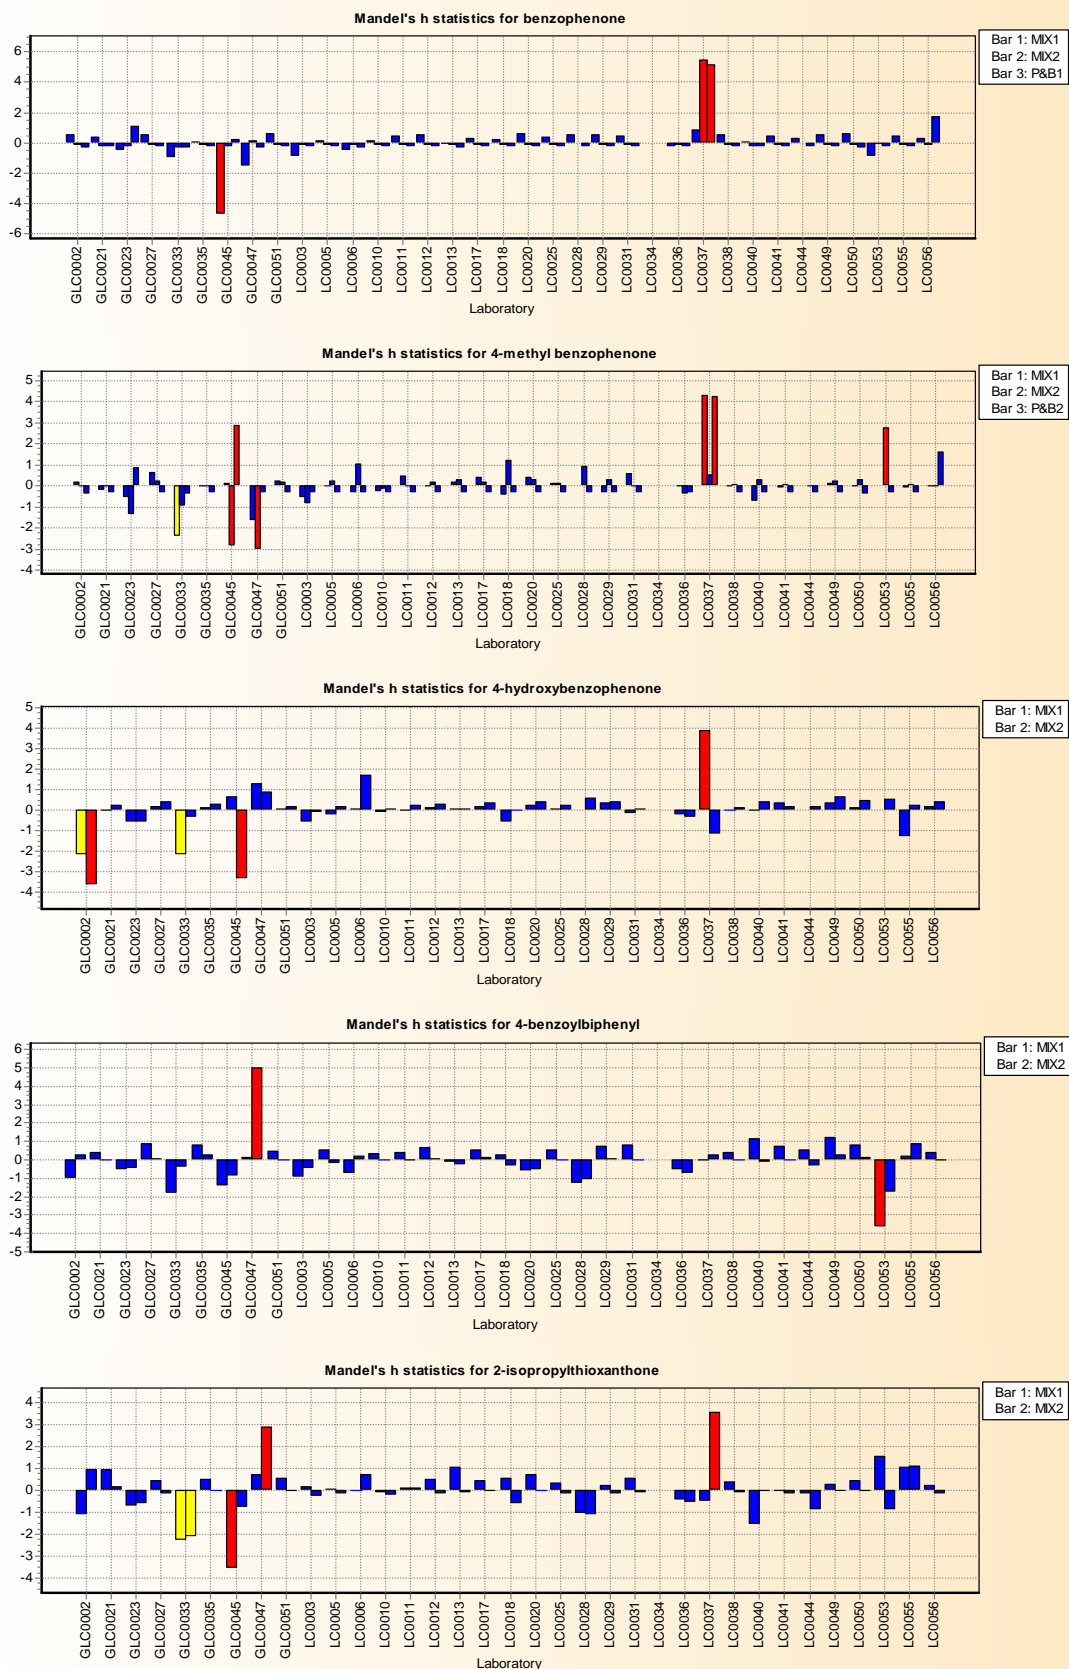 Mandel's h statistics for benzophenone
Bar 1: MIX1
Bar 2: MIX2
Bar 3: P&B1
6
4
2
0
-2
-4
-6
GLC0002 GLC0021 GLC0023 GLC0027 GLC0033 GLC0035 GLC0045 GLC0047 GLC0051 LC0003 LC0005 LC0006 LC0010 LC0011 LC0012 LC0013 LC0017 LC0018 LC0020 LC0025 LC0028 LC0029 LC0031 LC0034 LC0036 LC0037 LC0038 LC0040 LC0041 LC0044 LC0049 LC0050 LC0053 LC0055 LC0056
Laboratory
Mandel's h statistics for 4-methyl benzophenone
Bar 1: MIX1
Bar 2: MIX2
Bar 3: P&B2
5
4
3
2
1
0
-1
-2
-3
-4
GLC0002 GLC0021 GLC0023 GLC0027 GLC0033 GLC0035 GLC0045 GLC0047 GLC0051 LC0003 LC0005 LC0006 LC0010 LC0011 LC0012 LC0013 LC0017 LC0018 LC0020 LC0025 LC0028 LC0029 LC0031 LC0034 LC0036 LC0037 LC0038 LC0040 LC0041 LC0044 LC0049 LC0050 LC0053 LC0055 LC0056
Laboratory
Mandel's h statistics for 4-hydroxybenzophenone
Bar 1: MIX1
Bar 2: MIX2
5
4
3
2
1
0
-1
-2
-3
-4
GLC0002 GLC0021 GLC0023 GLC0027 GLC0033 GLC0035 GLC0045 GLC0047 GLC0051 LC0003 LC0005 LC0006 LC0010 LC0011 LC0012 LC0013 LC0017 LC0018 LC0020 LC0025 LC0028 LC0029 LC0031 LC0034 LC0036 LC0037 LC0038 LC0040 LC0041 LC0044 LC0049 LC0050 LC0053 LC0055 LC0056
Laboratory
Mandel's h statistics for 4-benzoylbiphenyl
Bar 1: MIX1
Bar 2: MIX2
6
5
4
3
2
1
0
-1
-2
-3
-4
-5
GLC0002 GLC0021 GLC0023 GLC0027 GLC0033 GLC0035 GLC0045 GLC0047 GLC0051 LC0003 LC0005 LC0006 LC0010 LC0011 LC0012 LC0013 LC0017 LC0018 LC0020 LC0025 LC0028 LC0029 LC0031 LC0034 LC0036 LC0037 LC0038 LC0040 LC0041 LC0044 LC0049 LC0050 LC0053 LC0055 LC0056
Laboratory
Mandel's h statistics for 2-isopropylthioxanthone
Bar 1: MIX1
Bar 2: MIX2
4
3
2
1
0
-1
-2
-3
-4
GLC0002 GLC0021 GLC0023 GLC0027 GLC0033 GLC0035 GLC0045 GLC0047 GLC0051 LC0003 LC0005 LC0006 LC0010 LC0011 LC0012 LC0013 LC0017 LC0018 LC0020 LC0025 LC0028 LC0029 LC0031 LC0034 LC0036 LC0037 LC0038 LC0040 LC0041 LC0044 LC0049 LC0050 LC0053 LC0055 LC0056
Laboratory